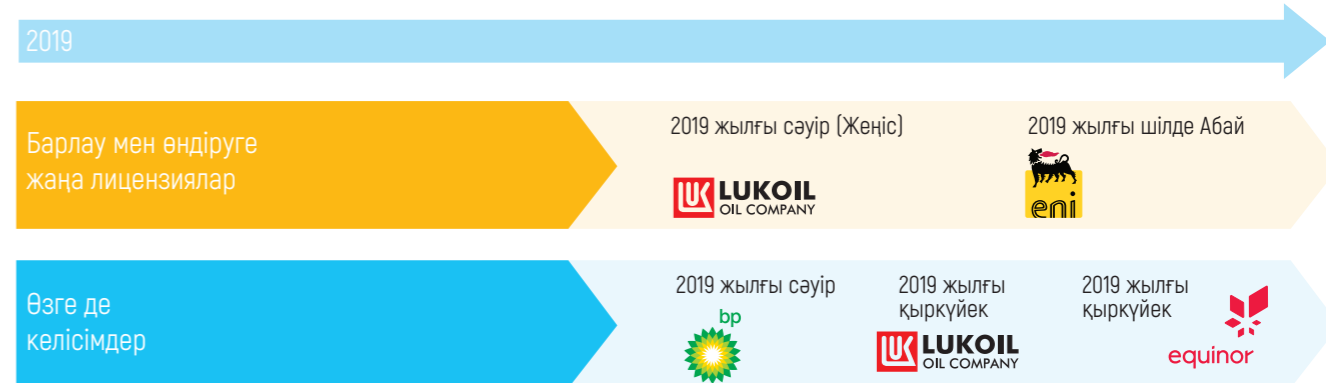 2019
Барлау мен өндіруге
жаңа лицензиялар
2019 жылғы сәуір (Жеңіс)
LUKOIL
OIL COMPANY
2019 жылғы шілде Абай
eni
Өзге де
келісімдер
2019 жылғы сәуір
bp
2019 жылғы
қыркүйек
LUKOIL
OIL COMPANY
2019 жылғы
қыркүйек
equinor